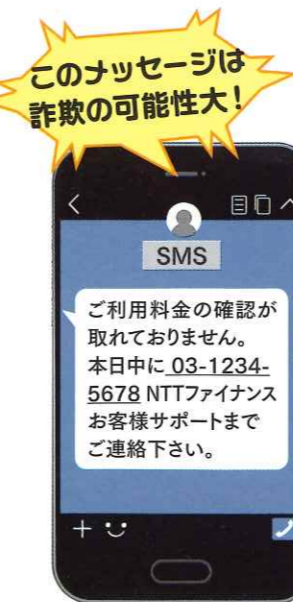 このメッセージは
詐欺の可能性大!
SMS
ご利用料金の確認が
取れておりません。
本日中に 03-1234-
5678 NTTファイナンス
お客様サポートまで
ご連絡下さい。